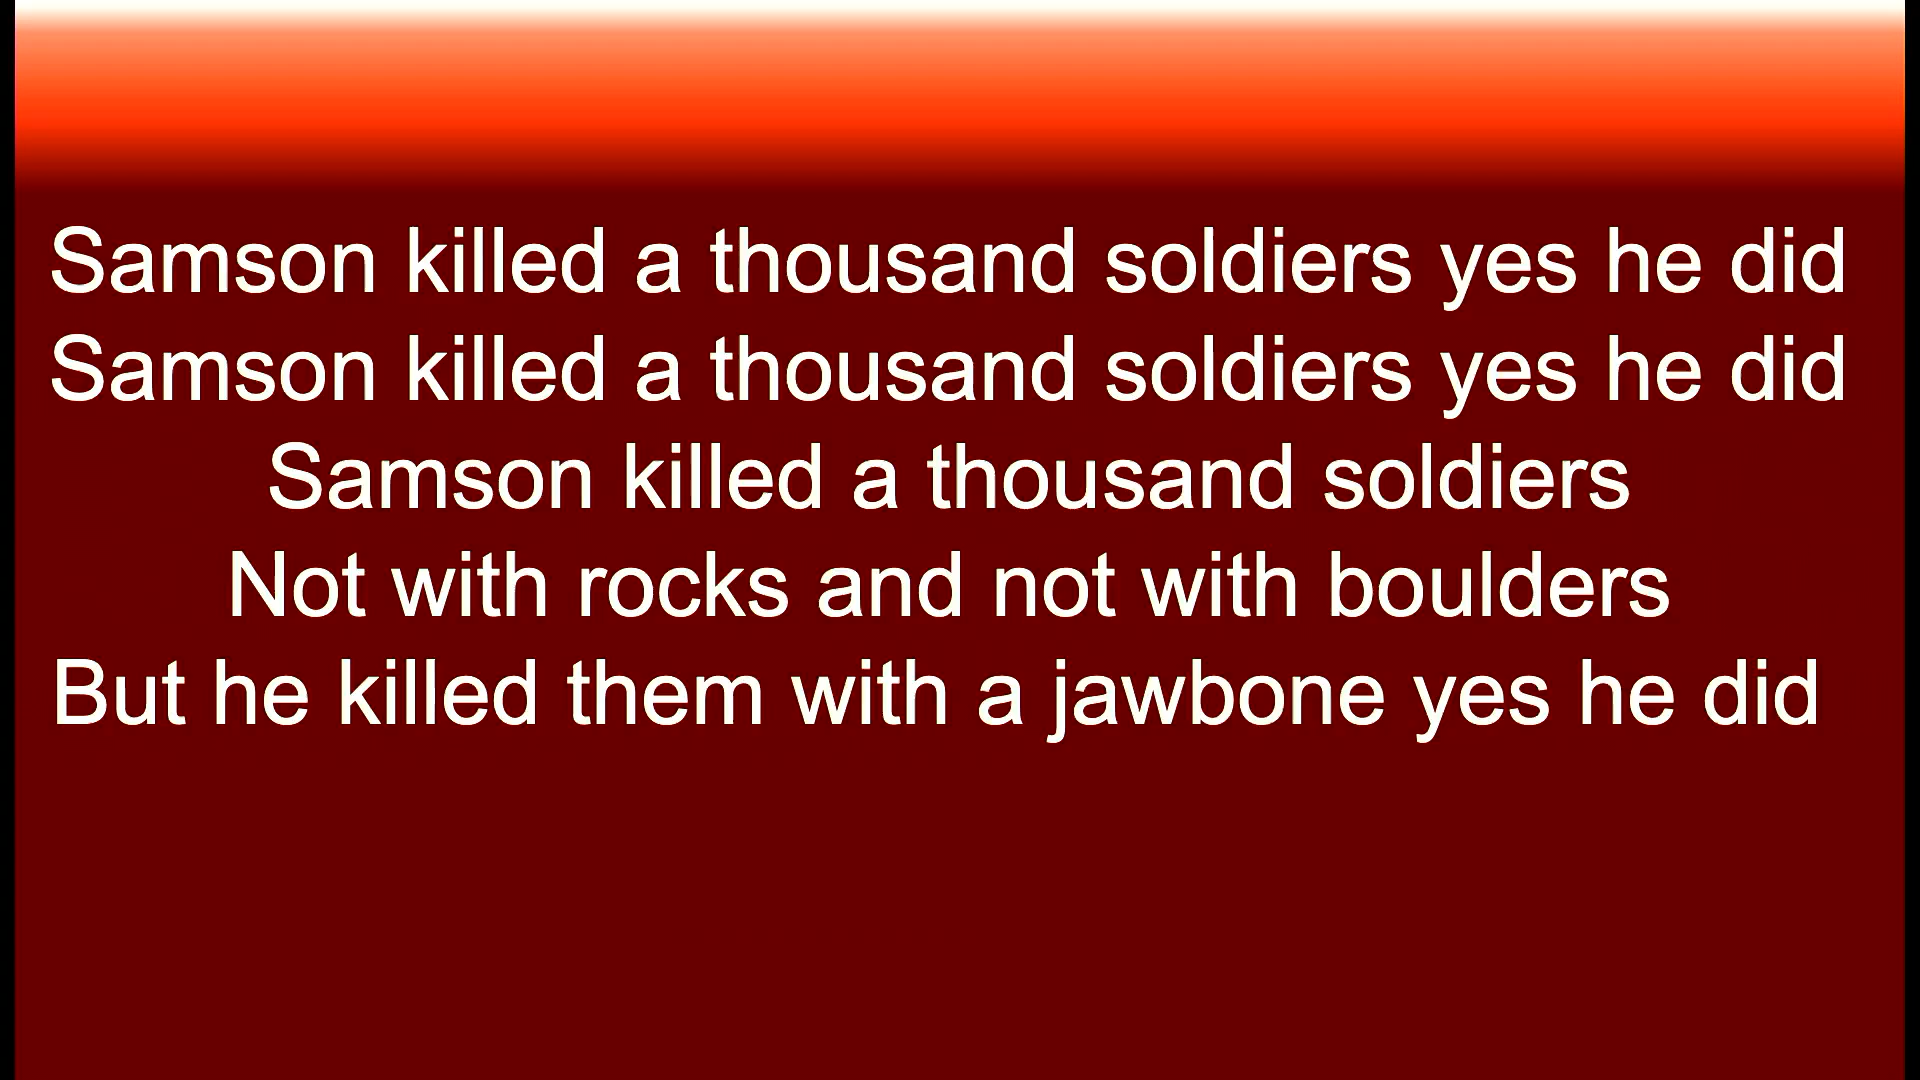 Samson killed a thousand soldiers yes he did
Samson killed a thousand soldiers yes he did
Samson killed a thousand soldiers
Not with rocks and not with boulders
But he killed them with a jawbone yes he did